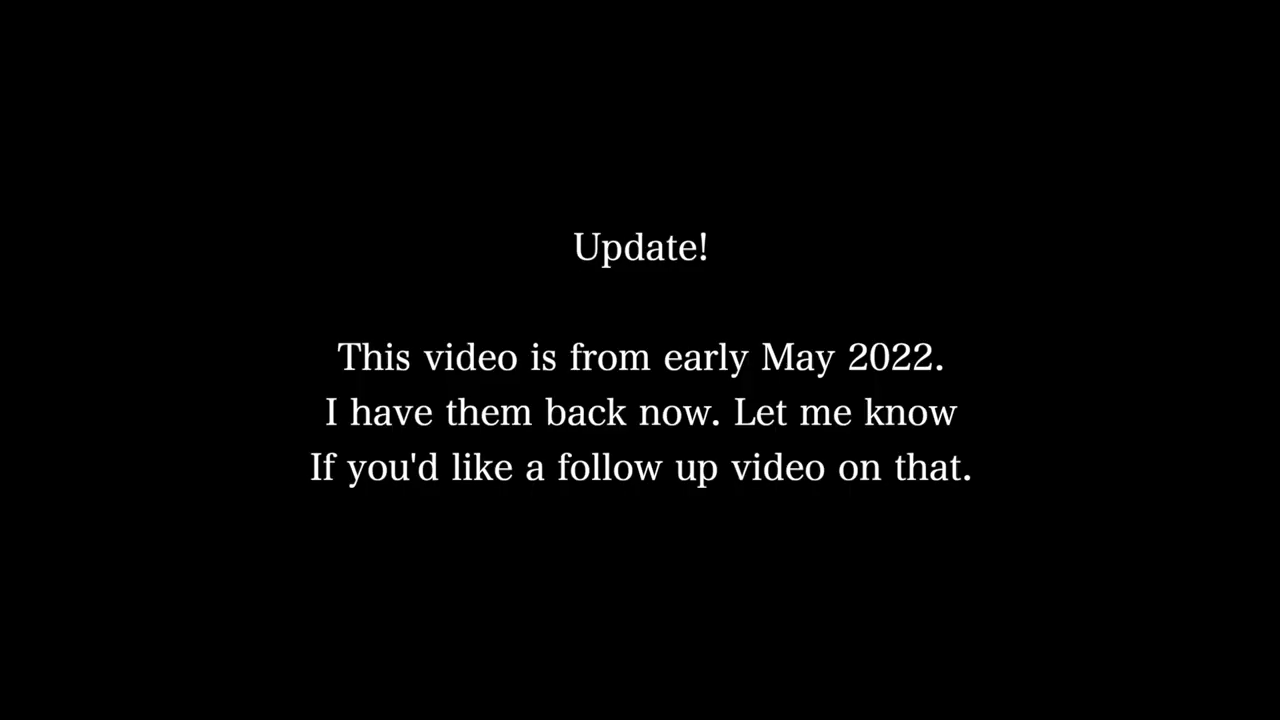 Update!
This video is from early May 2022.
I have them back now. Let me know
If you'd like a follow up video on that.